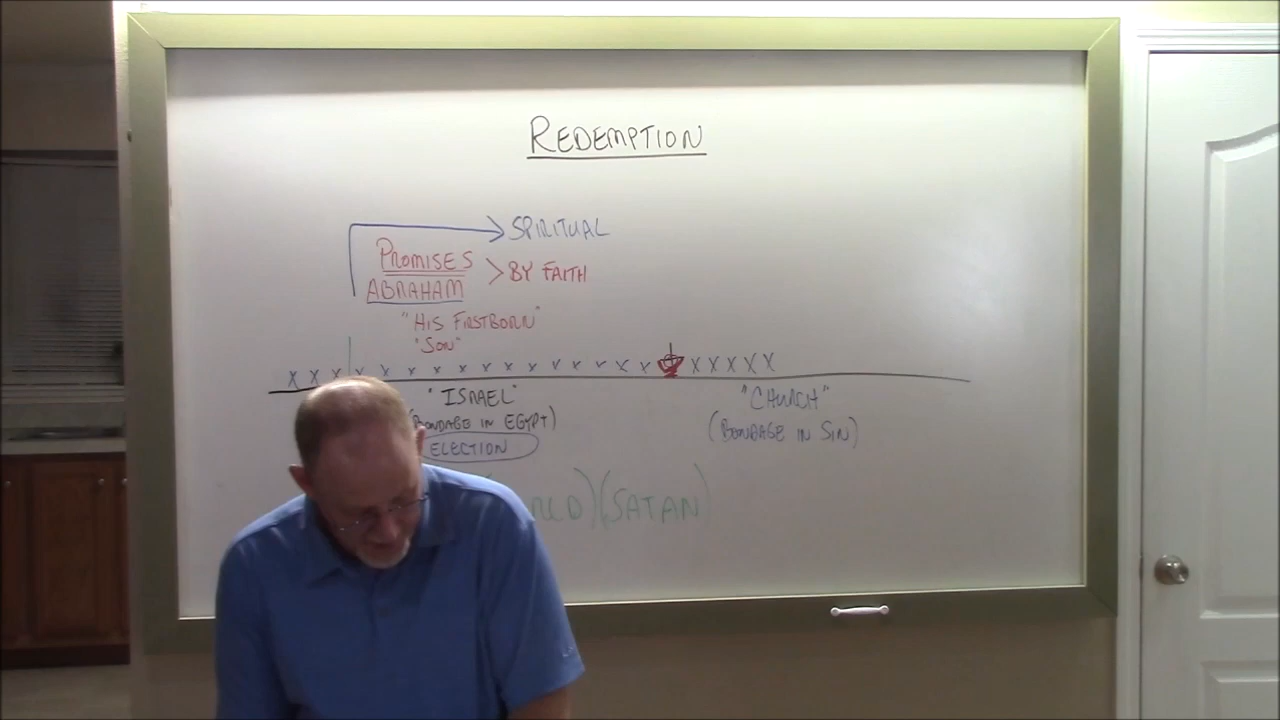 REDEMPTION
SPIRITUAL
PROMISES
> BY FAITH
ABRAHAM
"HIS FIRSTBORN"
"SON"
X X X X X X X X X X X X X X X X X X X X X X
"ISRAEL"
"CHURCH"
(BONDAGE IN EGYPT)
(BONDAGE IN SIN)
ELECTION
(SATAN)